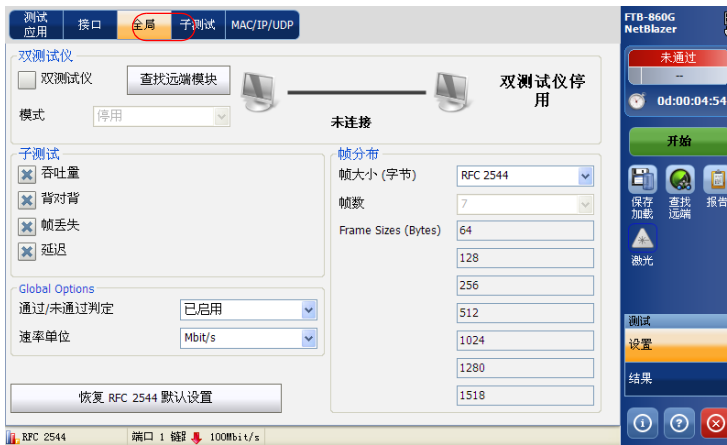 测试应用 接口 全局 子测试 MAC/IP/UDP
双测试仪
双测试仪 查找远端模块
双测试仪停用
模式 停用
未连接
子测试
吞吐量
背对背
帧丢失
延迟
帧分布
帧大小 (字节) RFC 2544
帧数 7
Frame Sizes (Bytes) 64
128
256
512
1024
1280
1518
Global Options
通过/未通过判定 已启用
速率单位 Mbit/s
恢复 RFC 2544 默认设置
RFC 2544 端口 1 链路 100Mbit/s
FTB-860G
NetBlazer
未通过
--
0d:00:04:54
开始
保存加载 查找远端 报告
激光
测试
设置
结果